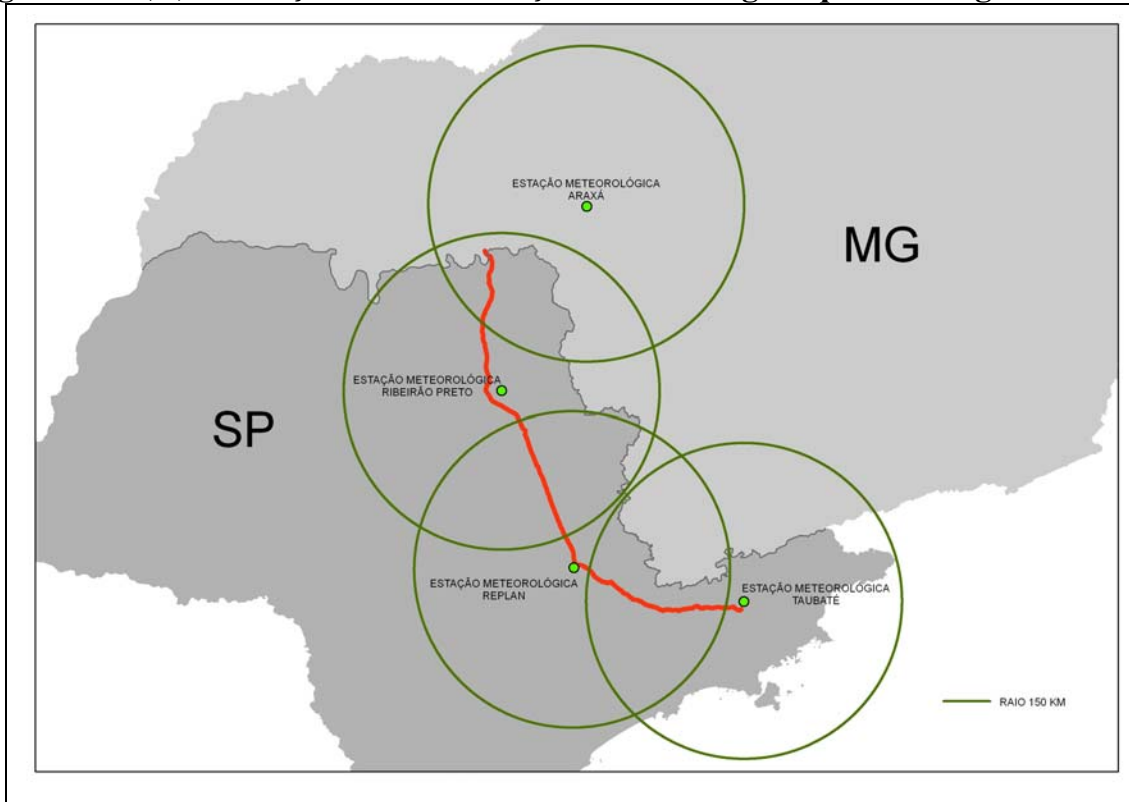 ESTAÇÃO METEOROLÓGICA
ARAXÁ
MG
ESTAÇÃO METEOROLÓGICA
RIBEIRÃO PRETO
SP
ESTAÇÃO METEOROLÓGICA
REPLAN
ESTAÇÃO METEOROLÓGICA
TAUBATÉ
RAIO 150 KM